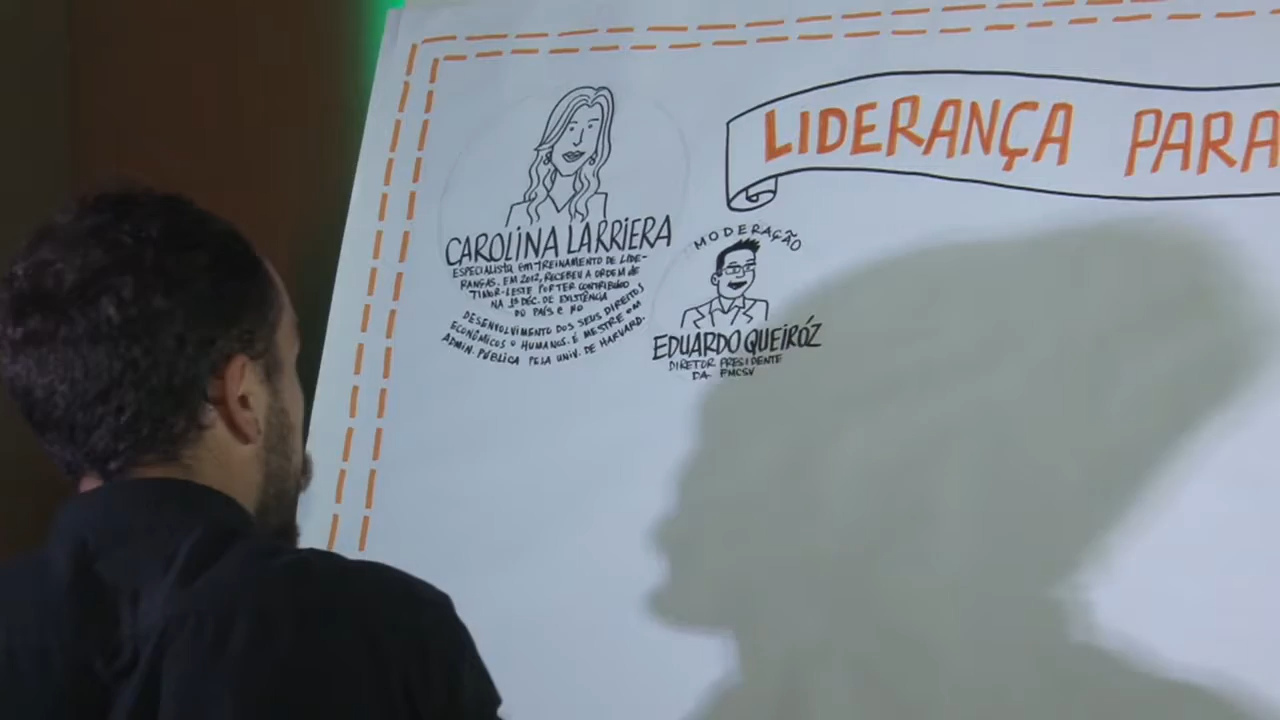 LIDERANÇA PARA
CAROLINA LARRIERA
ESPECIALISTA EM TREINAMENTO DE LIDE-
RANÇAS. EM 2012, RECEBEU A ORDEM DE
TIMOR-LESTE POR TER CONTRIBUÍDO
NA 1ª DÉC. DE EXISTÊNCIA
DO PAÍS E NO
DESENVOLVIMENTO DOS SEUS DIREITOS
ECONÔMICOS O HUMANOS. É MESTRE EM
ADMIN. PÚBLICA PELA UNIV. DE HARVARD.
MODERAÇÃO
EDUARDO QUEIRÓZ
DIRETOR PRESIDENTE
DA FMCSV